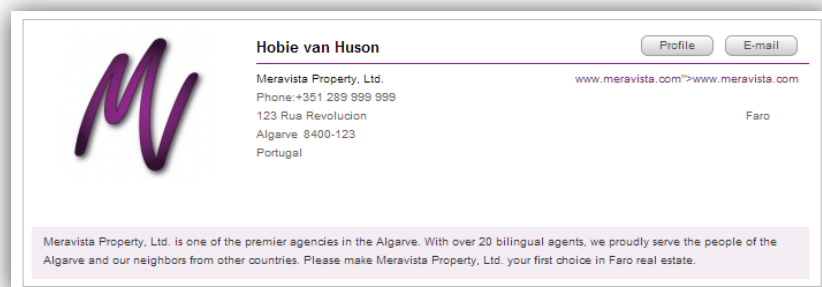 Hobie van Huson
Profile
E-mail
Meravista Property, Ltd.
www.meravista.com">www.meravista.com
Phone:+351 289 999 999
123 Rua Revolucion
Faro
Algarve 8400-123
Portugal
Meravista Property, Ltd. is one of the premier agencies in the Algarve. With over 20 bilingual agents, we proudly serve the people of the
Algarve and our neighbors from other countries. Please make Meravista Property, Ltd. your first choice in Faro real estate.